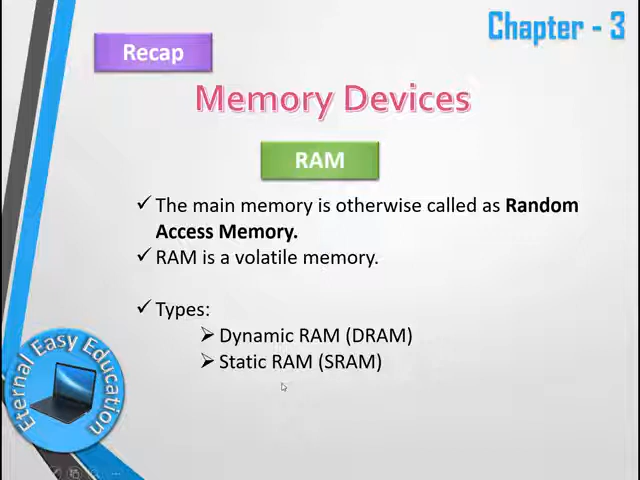 Chapter - 3
Recap
Memory Devices
RAM
✓ The main memory is otherwise called as Random
Access Memory.
✓ RAM is a volatile memory.
✓ Types:
➢ Dynamic RAM (DRAM)
➢ Static RAM (SRAM)
Eternal Easy Education